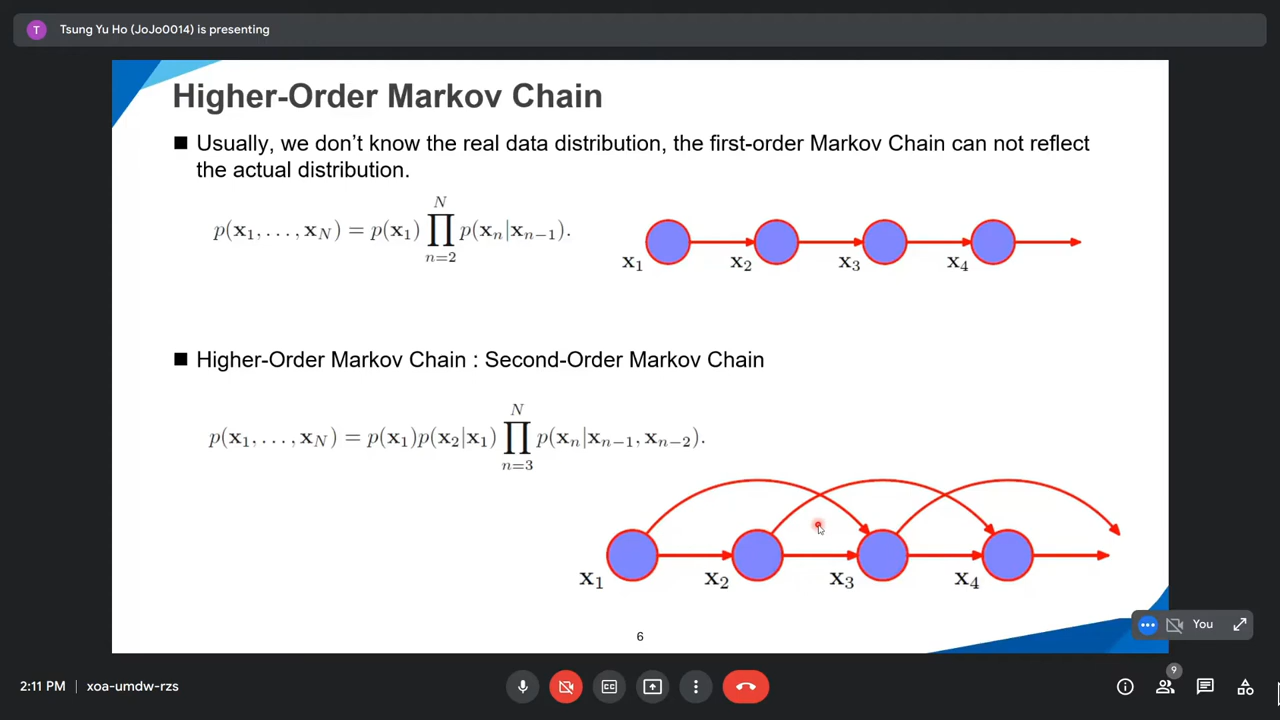 T
Tsung Yu Ho (JoJo0014) is presenting
Higher-Order Markov Chain
■ Usually, we don’t know the real data distribution, the first-order Markov Chain can not reflect
the actual distribution.
p(x₁, . . . , x_N) = p(x₁) ∏_{n=2}^{N} p(xₙ|xₙ₋₁).
x₁ x₂ x₃ x₄
■ Higher-Order Markov Chain : Second-Order Markov Chain
p(x₁, . . . , x_N) = p(x₁)p(x₂|x₁) ∏_{n=3}^{N} p(xₙ|xₙ₋₁, xₙ₋₂).
x₁ x₂ x₃ x₄
6
You
2:11 PM | xoa-umdw-rzs
CC
9